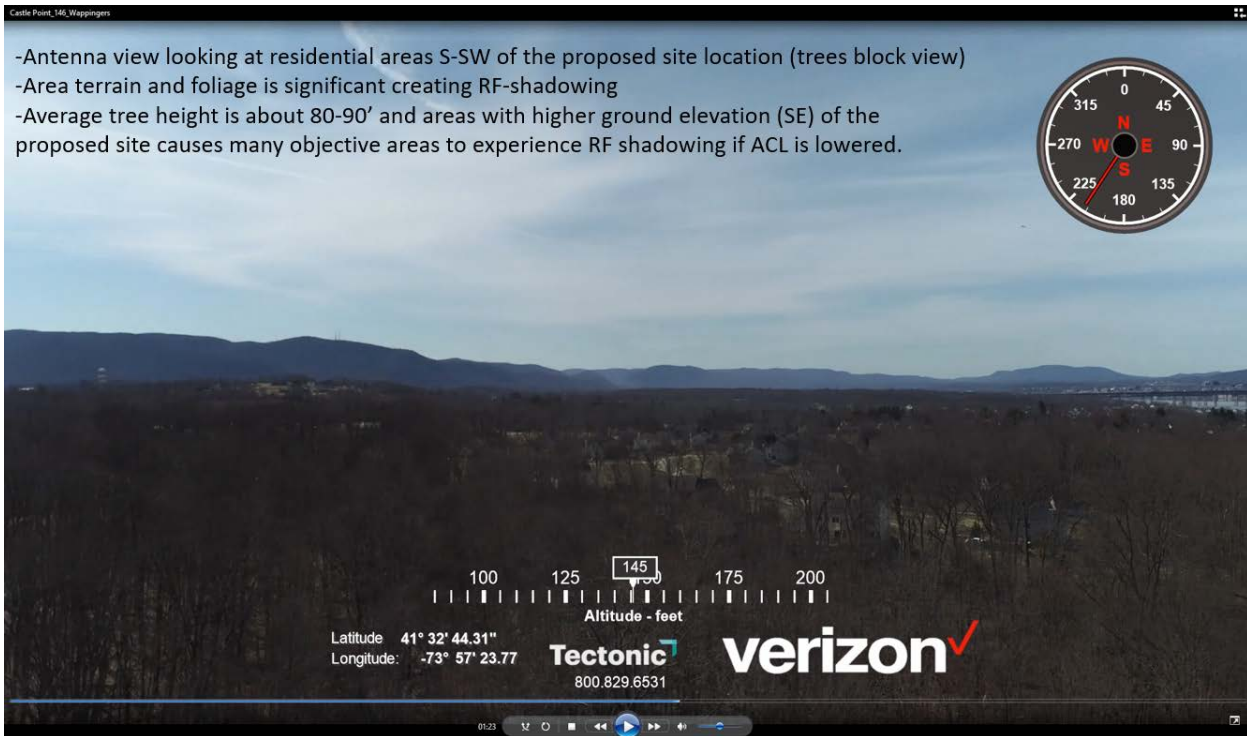 Castle Point_146_Wappingers
-Antenna view looking at residential areas S-SW of the proposed site location (trees block view)
-Area terrain and foliage is significant creating RF-shadowing
-Average tree height is about 80-90' and areas with higher ground elevation (SE) of the
proposed site causes many objective areas to experience RF shadowing if ACL is lowered.
0
315 45
N
270 W E 90
S
225 135
180
145
100 125 150 175 200
Altitude - feet
Latitude 41° 32' 44.31"
Longitude: -73° 57' 23.77
Tectonic
800.829.6531
verizon
01:23